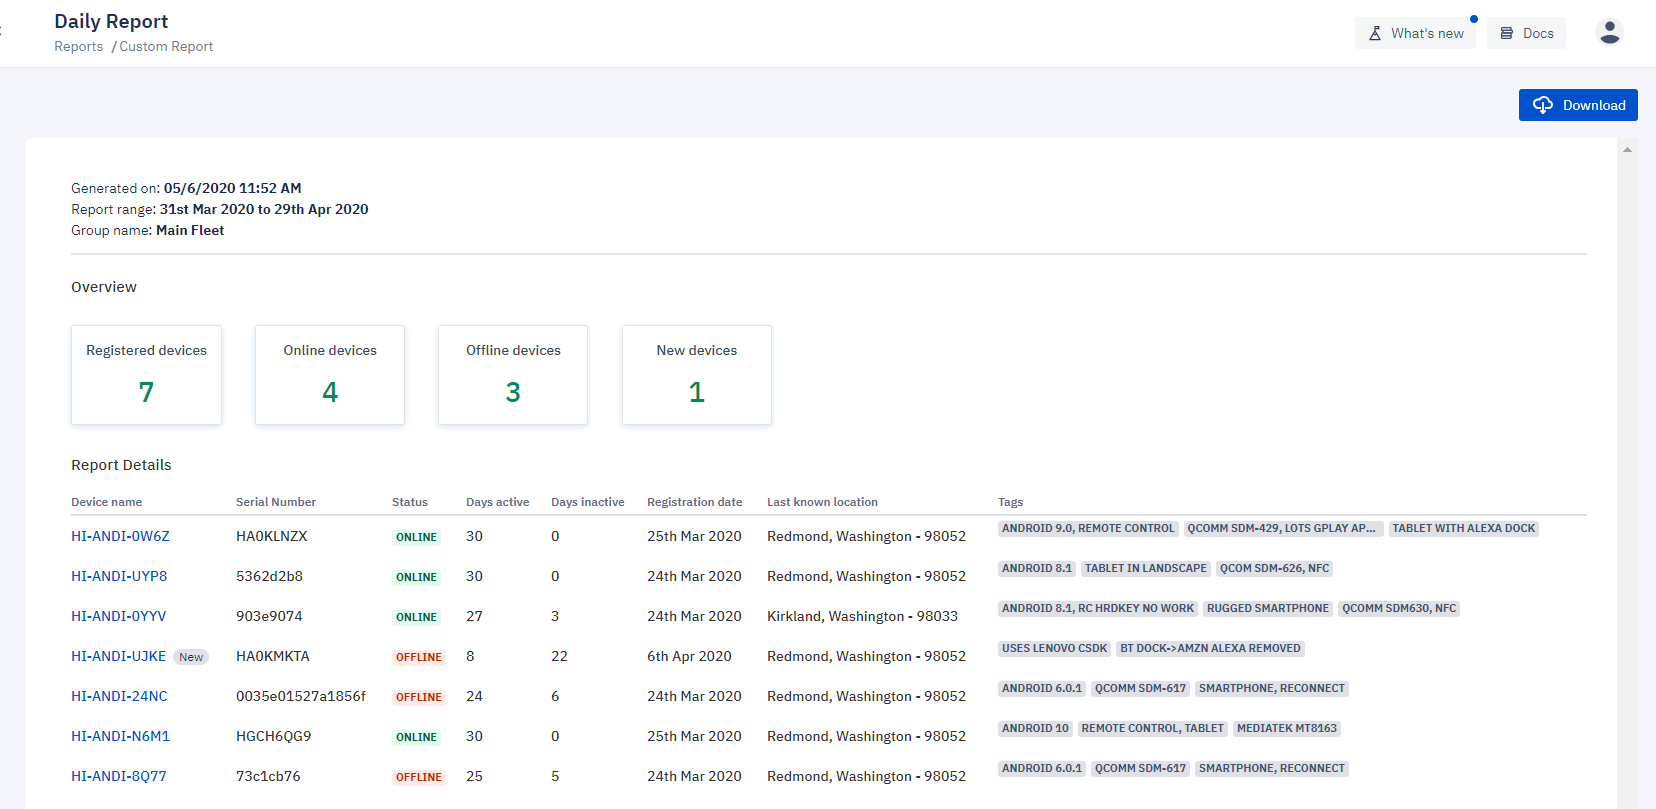 Daily Report
Reports / Custom Report
What's new
Docs
Download
Generated on: 05/6/2020 11:52 AM
Report range: 31st Mar 2020 to 29th Apr 2020
Group name: Main Fleet
Overview
Registered devices Online devices Offline devices New devices
7 4 3 1
Report Details
Device name Serial Number Status Days active Days inactive Registration date Last known location Tags
HI-ANDI-0W6Z HA0KLNZX ONLINE 30 0 25th Mar 2020 Redmond, Washington - 98052 ANDROID 9.0, REMOTE CONTROL QCOMM SDM-429, LOTS GPLAY AP... TABLET WITH ALEXA DOCK
HI-ANDI-UYP8 5362d2b8 ONLINE 30 0 24th Mar 2020 Redmond, Washington - 98052 ANDROID 8.1 TABLET IN LANDSCAPE QCOM SDM-626, NFC
HI-ANDI-0YYV 903e9074 ONLINE 27 3 24th Mar 2020 Kirkland, Washington - 98033 ANDROID 8.1, RC HRDKEY NO WORK RUGGED SMARTPHONE QCOMM SDM630, NFC
HI-ANDI-UJKE New HA0KMKTA OFFLINE 8 22 6th Apr 2020 Redmond, Washington - 98052 USES LENOVO CSDK BT DOCK->AMZN ALEXA REMOVED
HI-ANDI-24NC 0035e01527a1856f OFFLINE 24 6 24th Mar 2020 Redmond, Washington - 98052 ANDROID 6.0.1 QCOMM SDM-617 SMARTPHONE, RECONNECT
HI-ANDI-N6M1 HGCH6QG9 ONLINE 30 0 25th Mar 2020 Redmond, Washington - 98052 ANDROID 10 REMOTE CONTROL, TABLET MEDIATEK MT8163
HI-ANDI-8Q77 73c1cb76 OFFLINE 25 5 24th Mar 2020 Redmond, Washington - 98052 ANDROID 6.0.1 QCOMM SDM-617 SMARTPHONE, RECONNECT